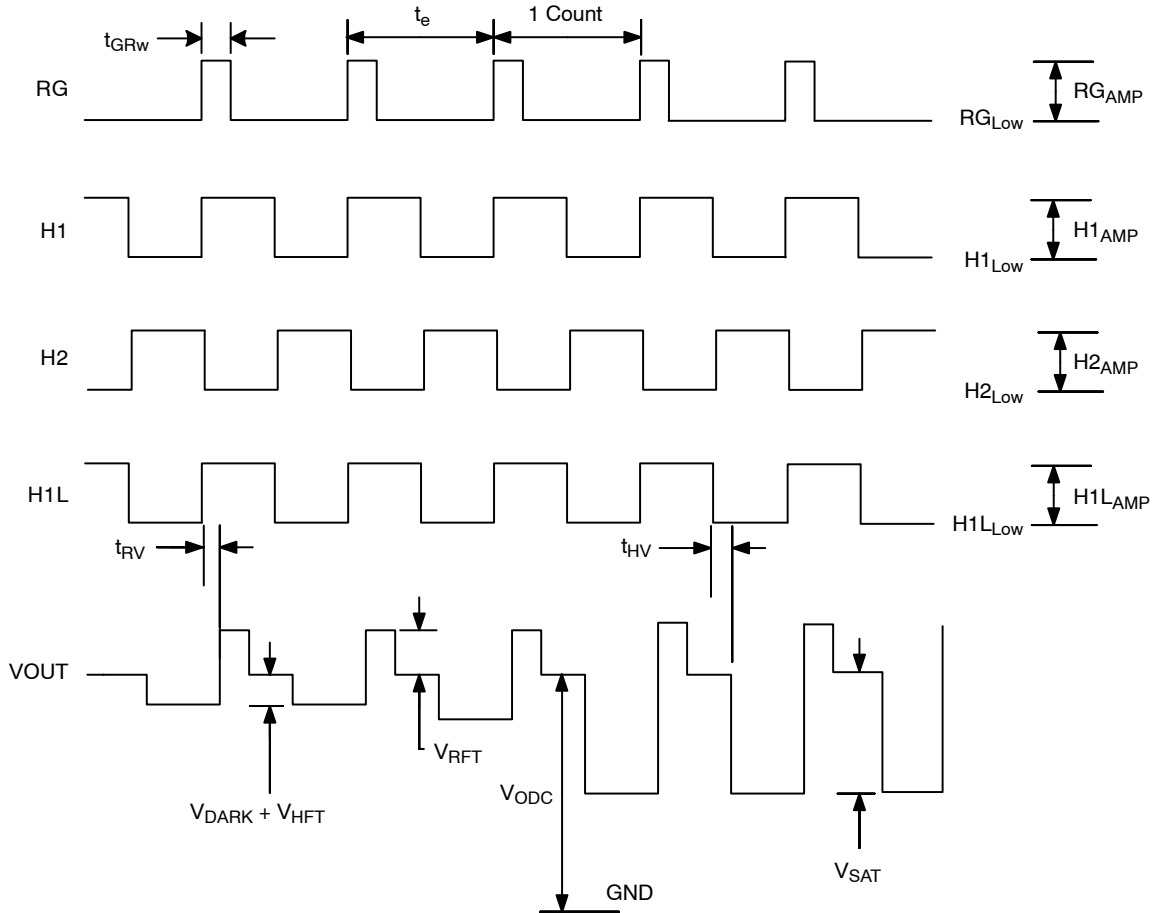 t_e
1 Count
t_GRw
RG
RG_AMP
RG_Low
H1
H1_AMP
H1_Low
H2
H2_AMP
H2_Low
H1L
H1L_AMP
H1L_Low
t_RV
t_HV
VOUT
V_RFT
V_ODC
V_DARK + V_HFT
V_SAT
GND